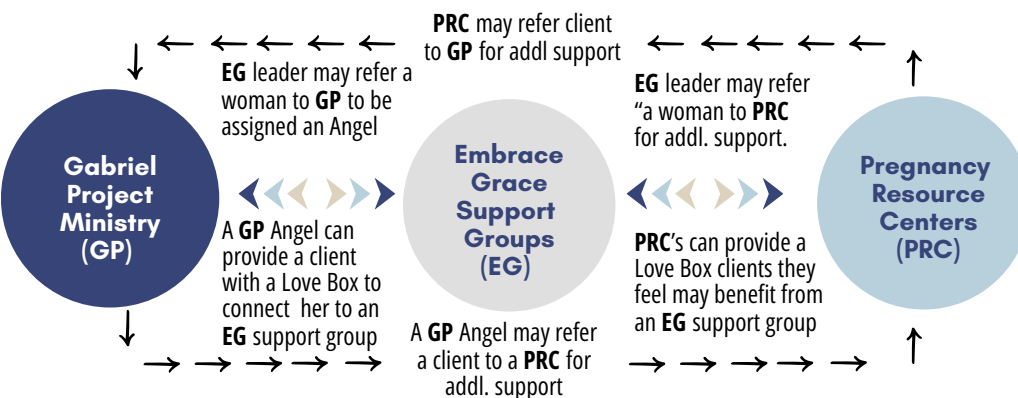 PRC may refer client
to GP for addl support
EG leader may refer a
woman to GP to be
assigned an Angel
EG leader may refer
“a woman to PRC
for addl. support.
Gabriel
Project
Ministry
(GP)
Embrace
Grace
Support
Groups
(EG)
Pregnancy
Resource
Centers
(PRC)
A GP Angel can
provide a client
with a Love Box to
connect her to an
EG support group
PRC’s can provide a
Love Box clients they
feel may benefit from
an EG support group
A GP Angel may refer
a client to a PRC for
addl. support